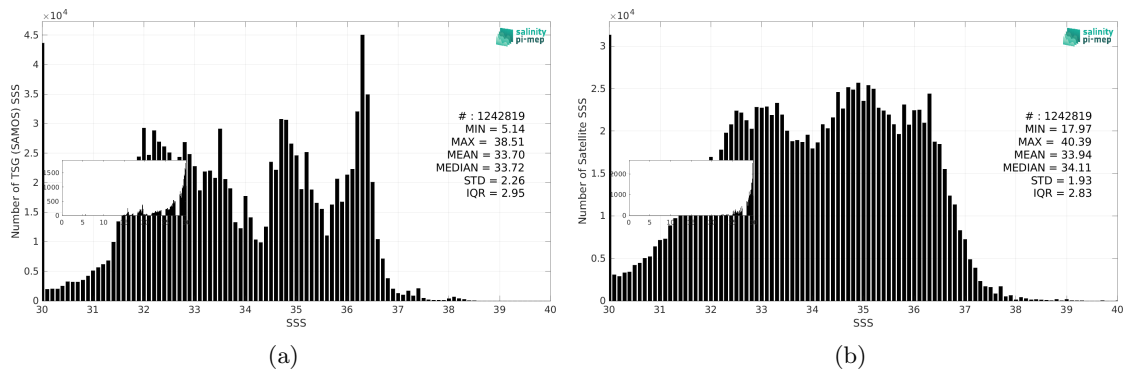 ×10⁴
salinity
pi-mep
4.5
4
3.5
3
2.5
2
1.5
1
0.5
0
Number of TSG (SAMOS) SSS
# : 1242819
MIN = 5.14
MAX = 38.51
MEAN = 33.70
MEDIAN = 33.72
STD = 2.26
IQR = 2.95
1500
1000
500
0
0 5 10
30 31 32 33 34 35 36 37 38 39 40
SSS
(a)
×10⁴
salinity
pi-mep
3
2.5
2
1.5
1
0.5
0
Number of Satellite SSS
# : 1242819
MIN = 17.97
MAX = 40.39
MEAN = 33.94
MEDIAN = 34.11
STD = 1.93
IQR = 2.83
2000
1000
0
0 5 10
30 31 32 33 34 35 36 37 38 39 40
SSS
(b)